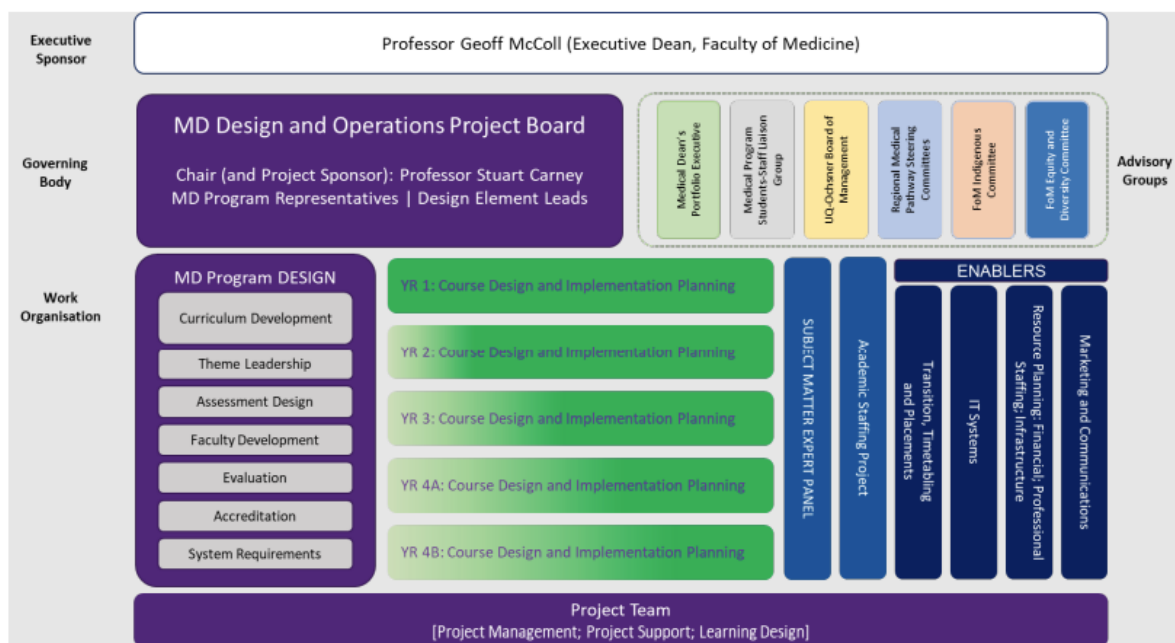 Executive
Sponsor
Professor Geoff McColl (Executive Dean, Faculty of Medicine)
Governing
Body
MD Design and Operations Project Board
Chair (and Project Sponsor): Professor Stuart Carney
MD Program Representatives | Design Element Leads
Medical Dean's
Portfolio Executive
Medical Program
Students-Staff Liaison
Group
UQ-Ochsner Board of
Management
Regional Medical
Pathway Steering
Committees
FoM Indigenous
Committee
FoM Equity and
Diversity Committee
Advisory
Groups
Work
Organisation
MD Program DESIGN
Curriculum Development
Theme Leadership
Assessment Design
Faculty Development
Evaluation
Accreditation
System Requirements
YR 1: Course Design and Implementation Planning
YR 2: Course Design and Implementation Planning
YR 3: Course Design and Implementation Planning
YR 4A: Course Design and Implementation Planning
YR 4B: Course Design and Implementation Planning
SUBJECT MATTER EXPERT PANEL
Academic Staffing Project
ENABLERS
Transition, Timetabling
and Placements
IT Systems
Resource Planning: Financial; Professional
Staffing; Infrastructure
Marketing and Communications
Project Team
[Project Management; Project Support; Learning Design]